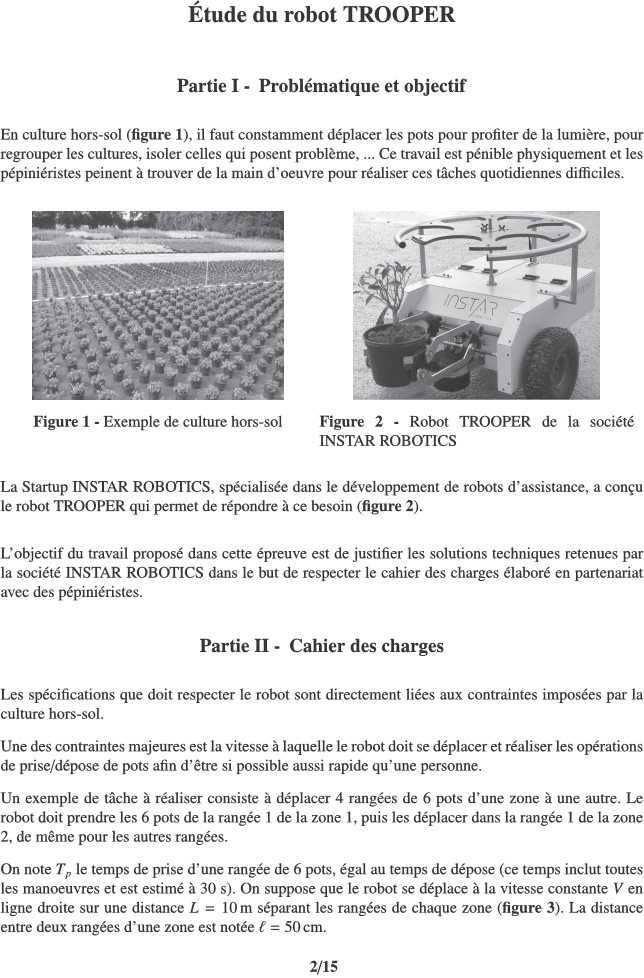 Étude du robot TROOPER
Partie I - Problématique et objectif
En culture hors-sol (figure 1), il faut constamment déplacer les pots pour profiter de la lumière, pour
regrouper les cultures, isoler celles qui posent problème, ... Ce travail est pénible physiquement et les
pépiniéristes peinent à trouver de la main d'oeuvre pour réaliser ces tâches quotidiennes difficiles.
INSTAR
Figure 1 - Exemple de culture hors-sol
Figure 2 - Robot TROOPER de la société
INSTAR ROBOTICS
La Startup INSTAR ROBOTICS, spécialisée dans le développement de robots d'assistance, a conçu
le robot TROOPER qui permet de répondre à ce besoin (figure 2).
L'objectif du travail proposé dans cette épreuve est de justifier les solutions techniques retenues par
la société INSTAR ROBOTICS dans le but de respecter le cahier des charges élaboré en partenariat
avec des pépiniéristes.
Partie II - Cahier des charges
Les spécifications que doit respecter le robot sont directement liées aux contraintes imposées par la
culture hors-sol.
Une des contraintes majeures est la vitesse à laquelle le robot doit se déplacer et réaliser les opérations
de prise/dépose de pots afin d'être si possible aussi rapide qu'une personne.
Un exemple de tâche à réaliser consiste à déplacer 4 rangées de 6 pots d'une zone à une autre. Le
robot doit prendre les 6 pots de la rangée 1 de la zone 1, puis les déplacer dans la rangée 1 de la zone
2, de même pour les autres rangées.
On note Tp le temps de prise d'une rangée de 6 pots, égal au temps de dépose (ce temps inclut toutes
les manoeuvres et est estimé à 30 s). On suppose que le robot se déplace à la vitesse constante V en
ligne droite sur une distance L = 10 m séparant les rangées de chaque zone (figure 3). La distance
entre deux rangées d'une zone est notée ℓ = 50 cm.
2/15